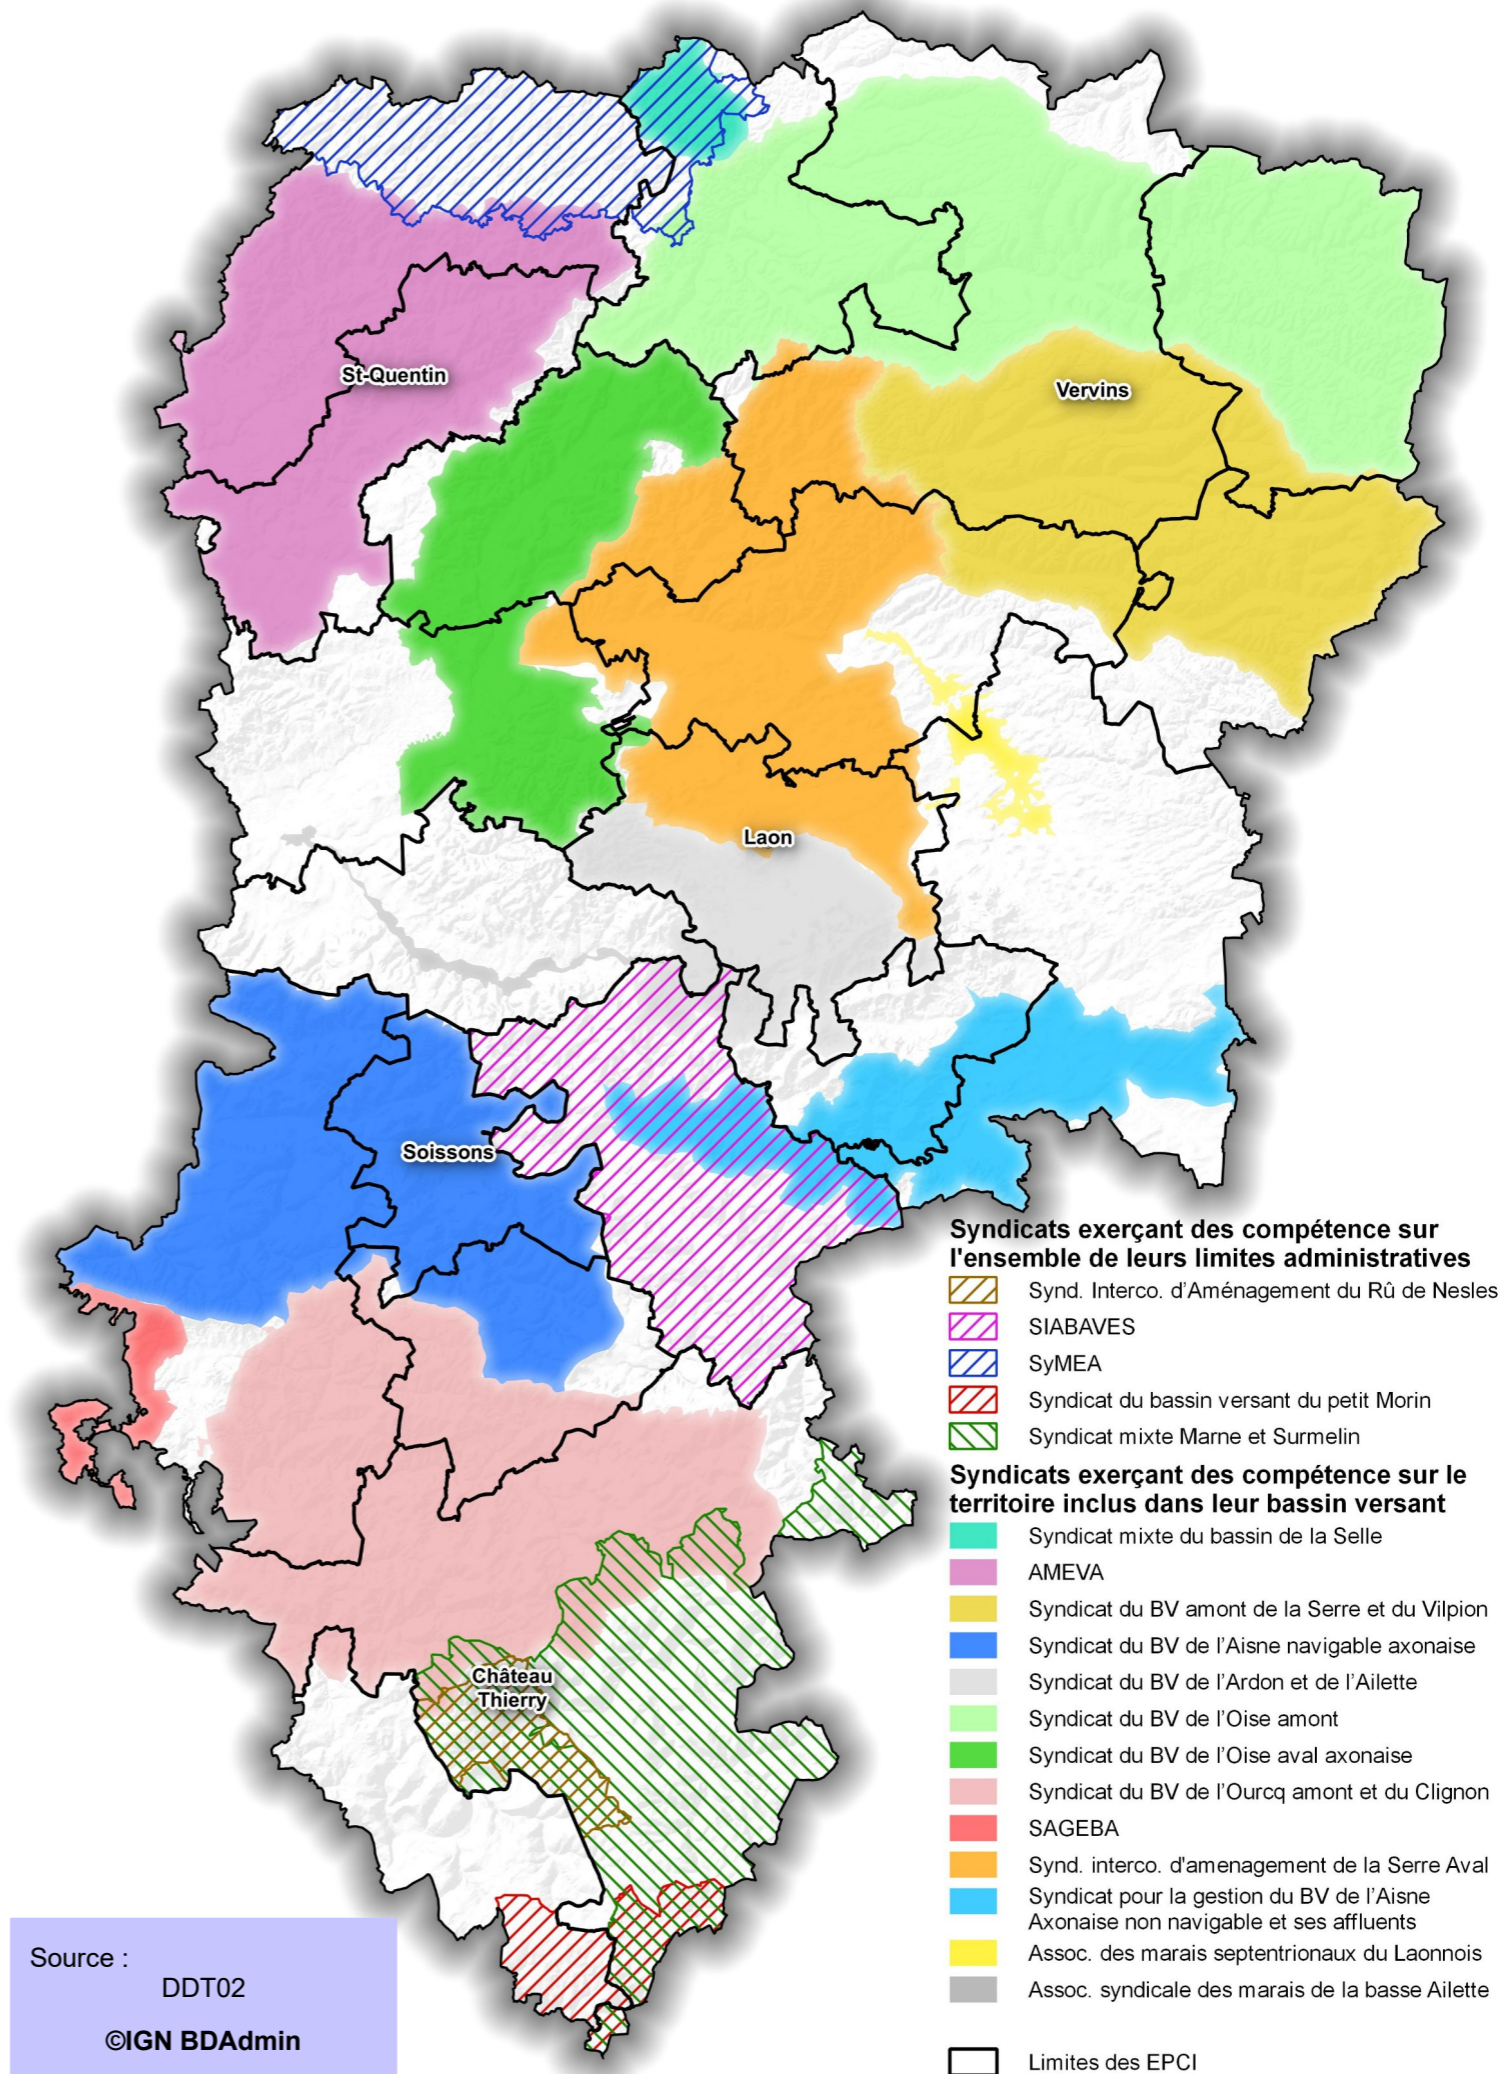 St-Quentin
Vervins
Laon
Soissons
Château
Thierry
Syndicats exerçant des compétence sur
l'ensemble de leurs limites administratives
Synd. Interco. d'Aménagement du Rû de Nesles
SIABAVES
SyMEA
Syndicat du bassin versant du petit Morin
Syndicat mixte Marne et Surmelin
Syndicats exerçant des compétence sur le
territoire inclus dans leur bassin versant
Syndicat mixte du bassin de la Selle
AMEVA
Syndicat du BV amont de la Serre et du Vilpion
Syndicat du BV de l'Aisne navigable axonaise
Syndicat du BV de l'Ardon et de l'Ailette
Syndicat du BV de l'Oise amont
Syndicat du BV de l'Oise aval axonaise
Syndicat du BV de l'Ourcq amont et du Clignon
SAGEBA
Synd. interco. d'amenagement de la Serre Aval
Syndicat pour la gestion du BV de l'Aisne
Axonaise non navigable et ses affluents
Assoc. des marais septentrionaux du Laonnois
Assoc. syndicale des marais de la basse Ailette
Limites des EPCI
Source :
DDT02
©IGN BDAdmin